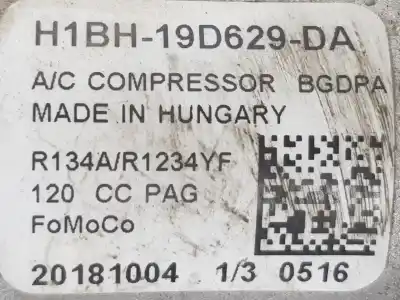 H1BH-19D629-DA
A/C COMPRESSOR BGDPA
MADE IN HUNGARY
R134A/R1234YF
120 CC PAG
FoMoCo
20181004 1/3 0516